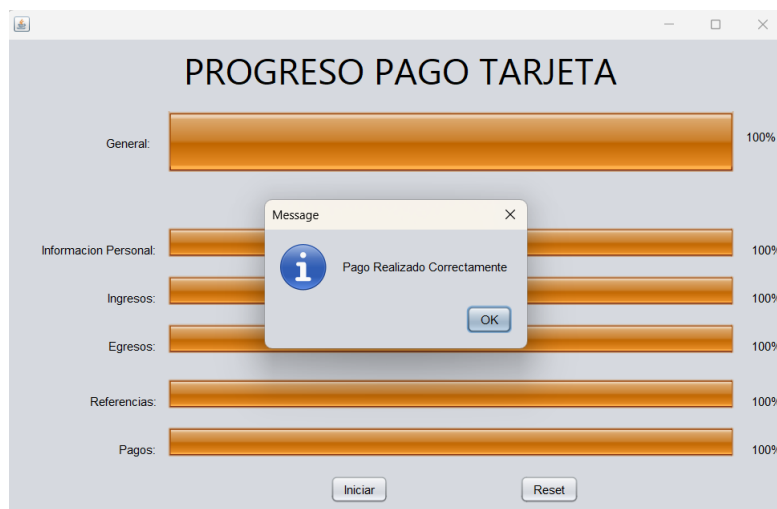 PROGRESO PAGO TARJETA
General:
100%
Message
Pago Realizado Correctamente
OK
Informacion Personal:
100%
Ingresos:
100%
Egresos:
100%
Referencias:
100%
Pagos:
100%
Iniciar
Reset